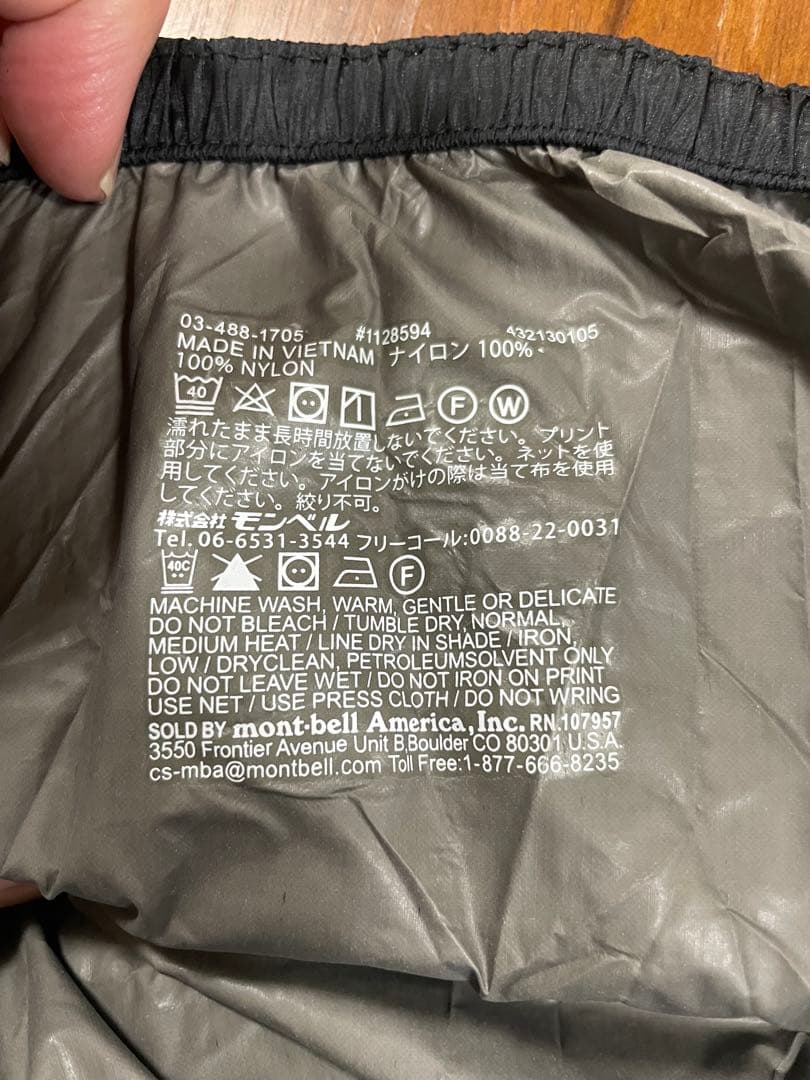 03-488-1705 #1128594 432130105
MADE IN VIETNAM ナイロン 100%
100% NYLON
40 F W
濡れたまま長時間放置しないでください。プリント
部分にアイロンを当てないでください。ネットを使
用してください。アイロンがけの際は当て布を使用
してください。絞り不可。
株式会社 モンベル
Tel. 06-6531-3544 フリーコール:0088-22-0031
40C F
MACHINE WASH, WARM, GENTLE OR DELICATE
DO NOT BLEACH / TUMBLE DRY, NORMAL,
MEDIUM HEAT / LINE DRY IN SHADE / IRON,
LOW / DRYCLEAN, PETROLEUMSOLVENT ONLY
DO NOT LEAVE WET / DO NOT IRON ON PRINT
USE NET / USE PRESS CLOTH / DO NOT WRING
SOLD BY mont-bell America, Inc. RN.107957
3550 Frontier Avenue Unit B,Boulder CO 80301 U.S.A.
cs-mba@montbell.com Toll Free:1-877-666-8235